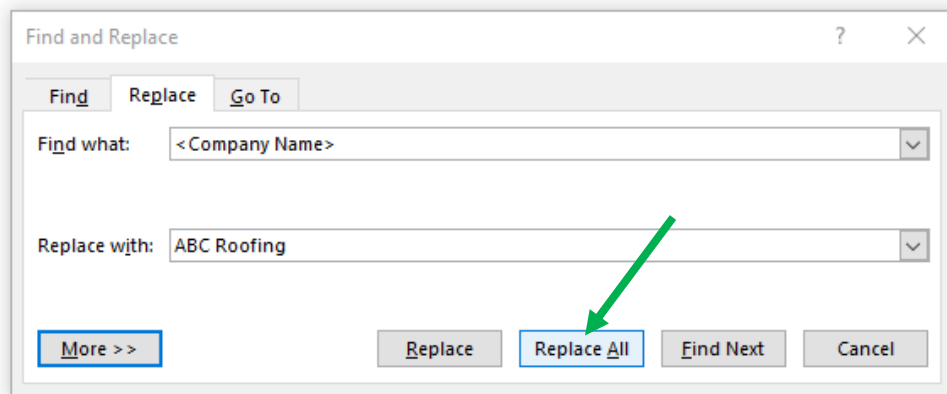 Find and Replace ?
Find Replace Go To
Find what: <Company Name>
Replace with: ABC Roofing
More >> Replace Replace All Find Next Cancel